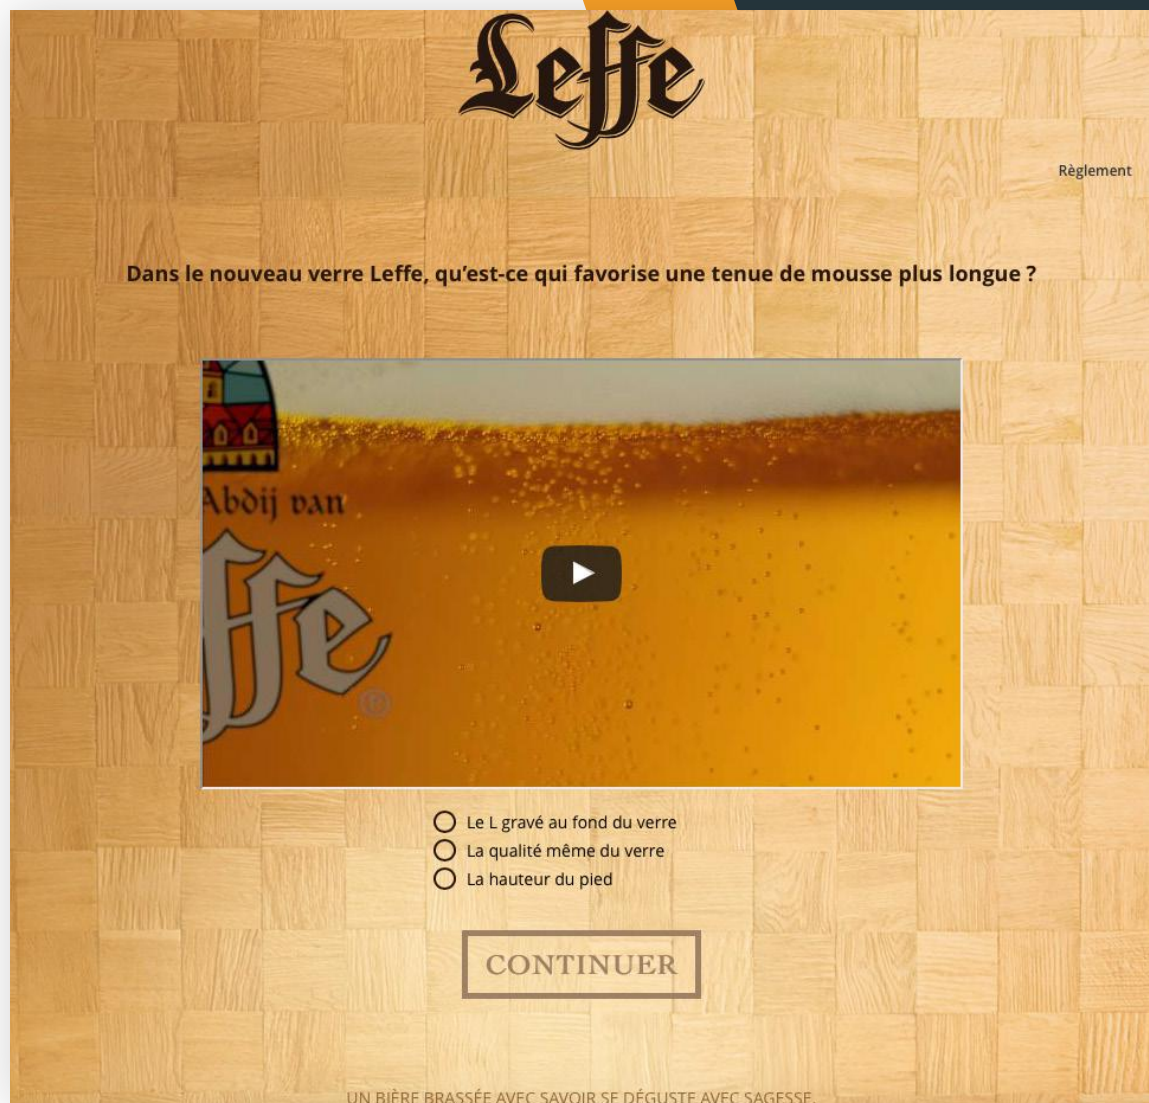 Leffe
Règlement
Dans le nouveau verre Leffe, qu’est-ce qui favorise une tenue de mousse plus longue ?
Abdij van
ffe
Le L gravé au fond du verre
La qualité même du verre
La hauteur du pied
CONTINUER
UN BIÈRE BRASSÉE AVEC SAVOIR SE DÉGUSTE AVEC SAGESSE.